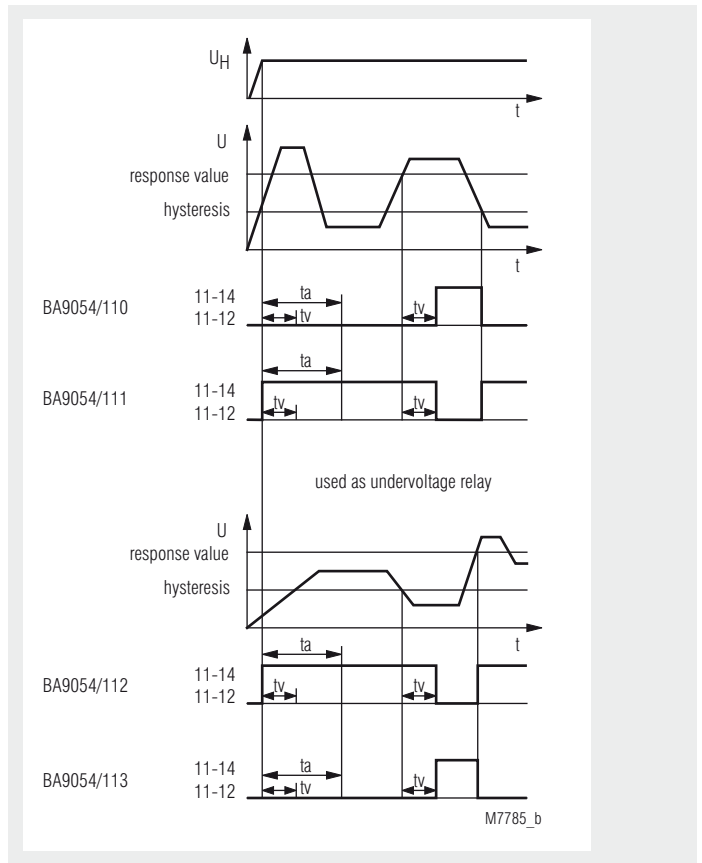 UH
t
U
response value
hysteresis
t
BA9054/110
11-14
11-12
ta
tv
tv
BA9054/111
11-14
11-12
ta
tv
tv
used as undervoltage relay
U
response value
hysteresis
t
BA9054/112
11-14
11-12
ta
tv
tv
BA9054/113
11-14
11-12
ta
tv
tv
M7785_b